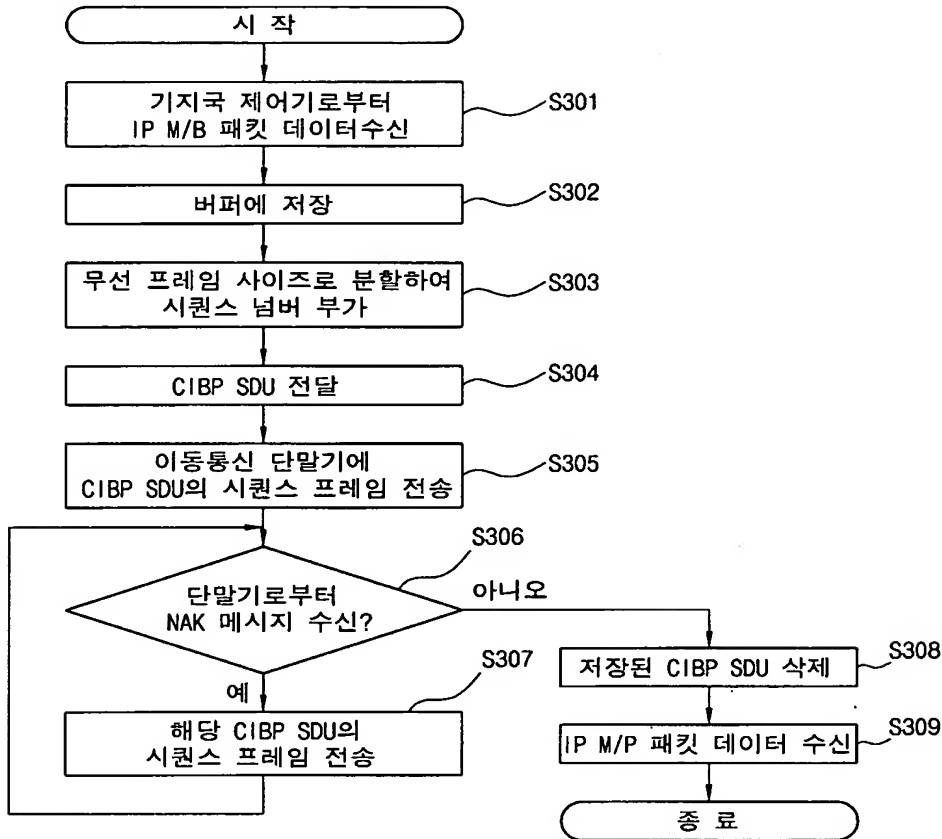 시 작
기지국 제어기로부터
IP M/B 패킷 데이터수신
S301
버퍼에 저장
S302
무선 프레임 사이즈로 분할하여
시퀀스 넘버 부가
S303
CIBP SDU 전달
S304
이동통신 단말기에
CIBP SDU의 시퀀스 프레임 전송
S305
단말기로부터
NAK 메시지 수신?
S306
아니오
예
해당 CIBP SDU의
시퀀스 프레임 전송
S307
저장된 CIBP SDU 삭제
S308
IP M/P 패킷 데이터 수신
S309
종 료